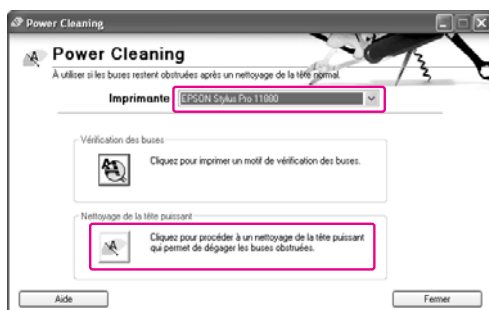 Power Cleaning
Power Cleaning
À utiliser si les buses restent obstruées après un nettoyage de la tête normal.
Imprimante EPSON Stylus Pro 11880
Vérification des buses
Cliquez pour imprimer un motif de vérification des buses.
Nettoyage de la tête puissant
Cliquez pour procéder à un nettoyage de la tête puissant
qui permet de dégager les buses obstruées.
Aide Fermer